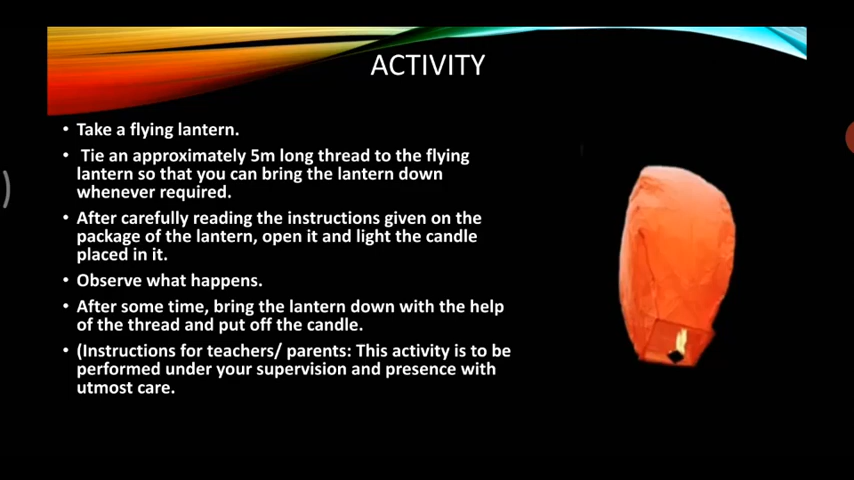 ACTIVITY
• Take a flying lantern.
• Tie an approximately 5m long thread to the flying
lantern so that you can bring the lantern down
whenever required.
• After carefully reading the instructions given on the
package of the lantern, open it and light the candle
placed in it.
• Observe what happens.
• After some time, bring the lantern down with the help
of the thread and put off the candle.
• (Instructions for teachers/ parents: This activity is to be
performed under your supervision and presence with
utmost care.